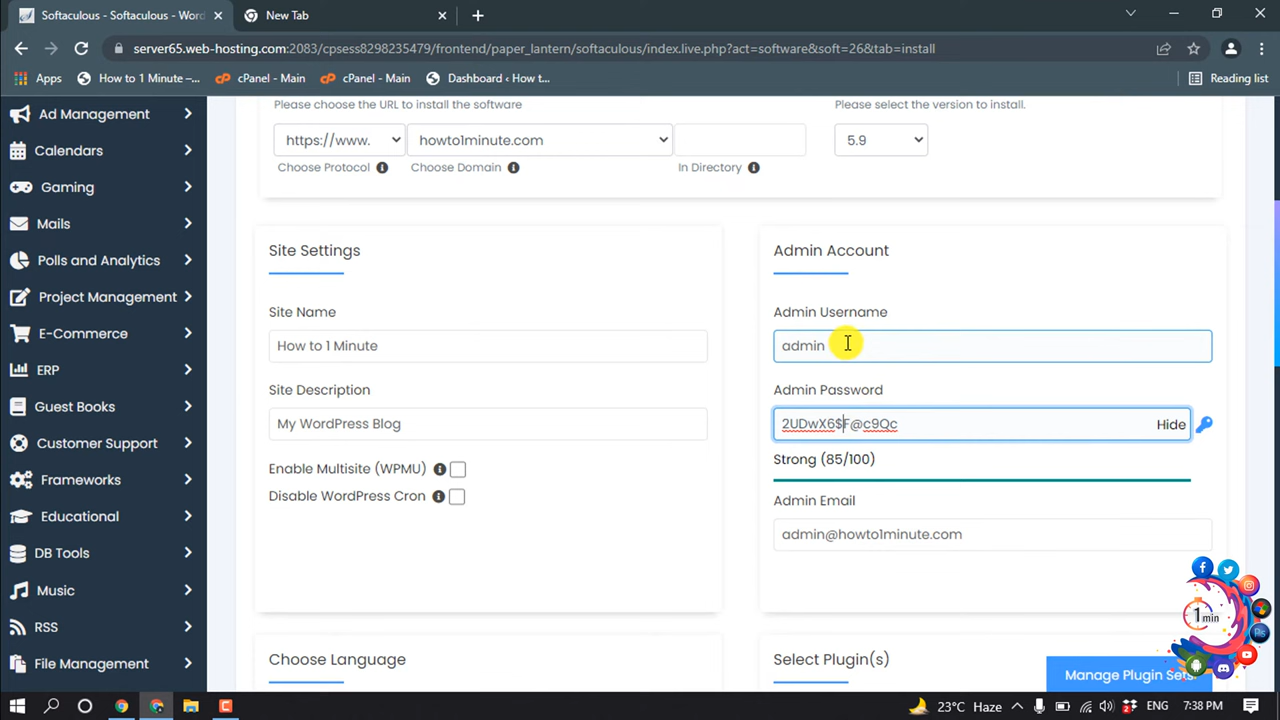 Softaculous - Softaculous - Wor
New Tab
server65.web-hosting.com:2083/cpsess8298235479/frontend/paper_lantern/softaculous/index.live.php?act=software&soft=26&tab=install
Apps
How to 1 Minute –...
cPanel - Main
cPanel - Main
Dashboard ‹ How t...
Reading list
Ad Management
Calendars
Gaming
Mails
Polls and Analytics
Project Management
E-Commerce
ERP
Guest Books
Customer Support
Frameworks
Educational
DB Tools
Music
RSS
File Management
Please choose the URL to install the software
https://www.
howto1minute.com
Choose Protocol
Choose Domain
In Directory
Please select the version to install.
5.9
Site Settings
Site Name
How to 1 Minute
Site Description
My WordPress Blog
Enable Multisite (WPMU)
Disable WordPress Cron
Admin Account
Admin Username
admin
Admin Password
2UDwX6$F@c9Qc
Hide
Strong (85/100)
Admin Email
admin@howto1minute.com
Choose Language
Select Plugin(s)
Manage Plugin Sets
1 min
Ps
23°C Haze
ENG
7:38 PM